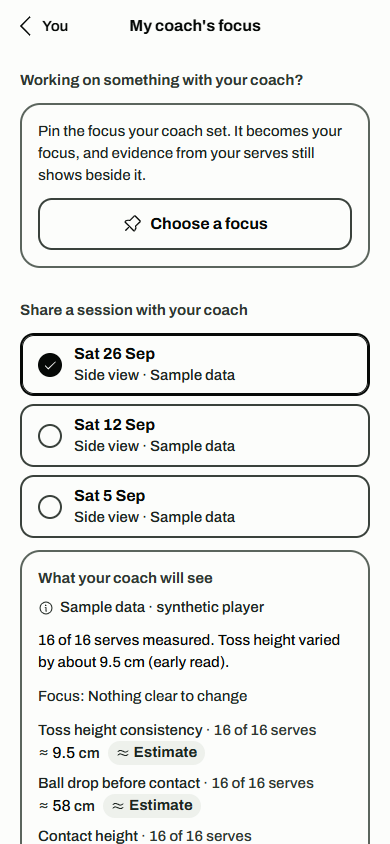 You
My coach's focus
Working on something with your coach?
Pin the focus your coach set. It becomes your
focus, and evidence from your serves still
shows beside it.
Choose a focus
Share a session with your coach
Sat 26 Sep
Side view · Sample data
Sat 12 Sep
Side view · Sample data
Sat 5 Sep
Side view · Sample data
What your coach will see
Sample data · synthetic player
16 of 16 serves measured. Toss height varied
by about 9.5 cm (early read).
Focus: Nothing clear to change
Toss height consistency · 16 of 16 serves
≈ 9.5 cm ≈ Estimate
Ball drop before contact · 16 of 16 serves
≈ 58 cm ≈ Estimate
Contact height · 16 of 16 serves